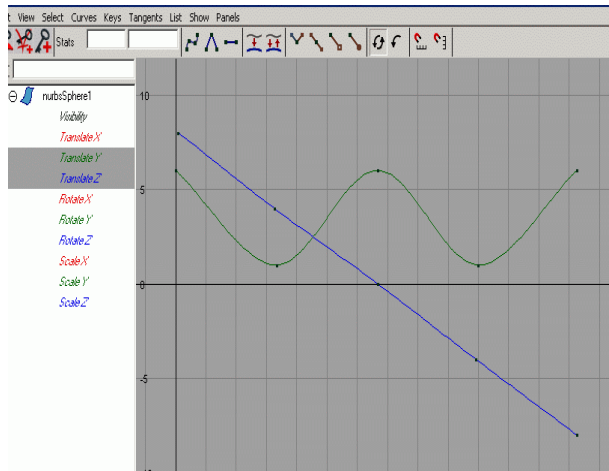 t View Select Curves Keys Tangents List Show Panels
Stats
nurbsSphere1
Visibility
Translate X
Translate Y
Translate Z
Rotate X
Rotate Y
Rotate Z
Scale X
Scale Y
Scale Z
10
5
0
-5